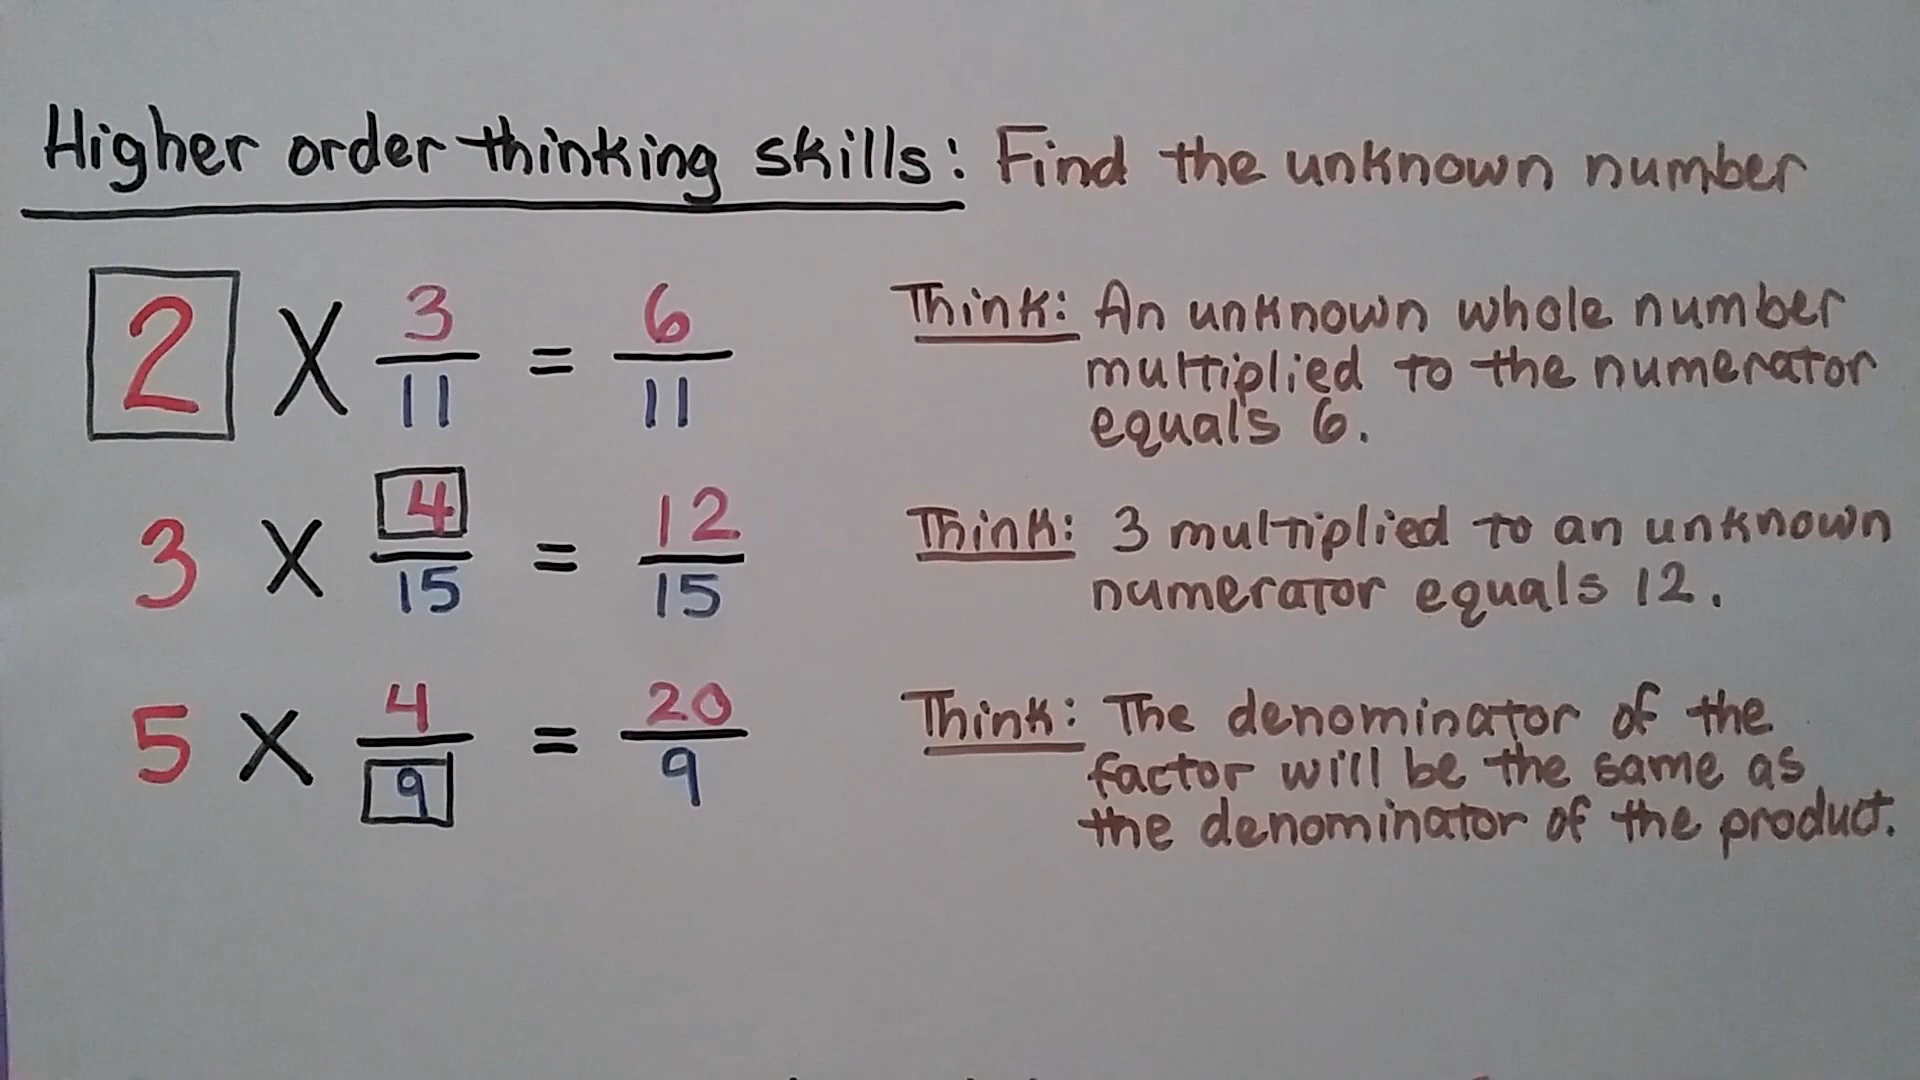 Higher order thinking skills: Find the unknown number
2 X 3/11 = 6/11
Think: An unknown whole number
multiplied to the numerator
equals 6.
3 X 4/15 = 12/15
Think: 3 multiplied to an unknown
numerator equals 12.
5 X 4/9 = 20/9
Think: The denominator of the
factor will be the same as
the denominator of the product.